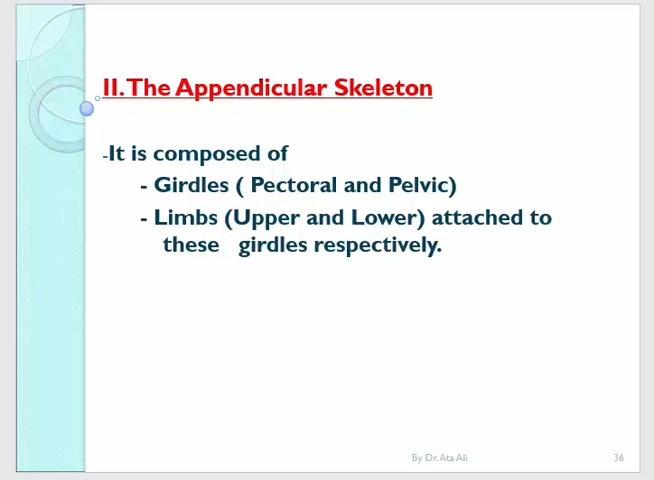 II. The Appendicular Skeleton
-It is composed of
- Girdles ( Pectoral and Pelvic)
- Limbs (Upper and Lower) attached to
these girdles respectively.
By Dr. Ata Ali
36